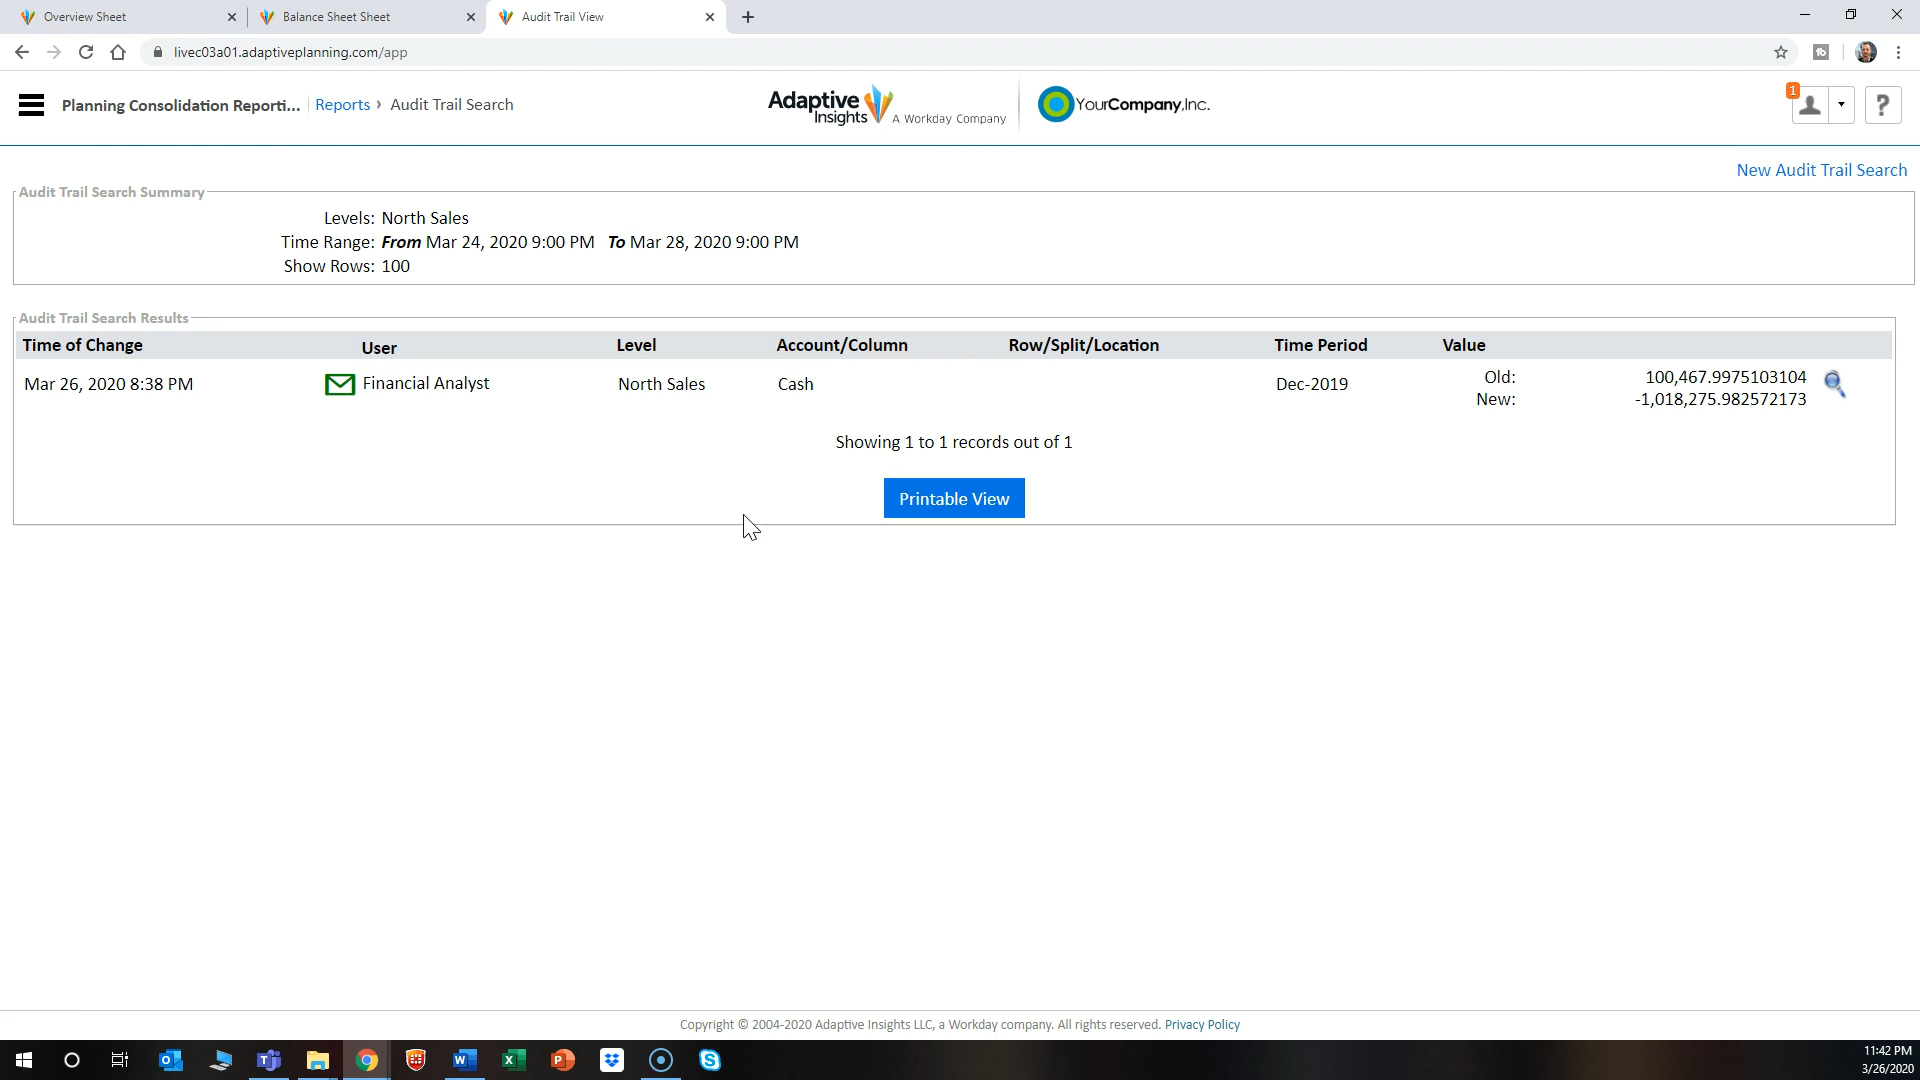 Overview Sheet
Balance Sheet Sheet
Audit Trail View
livec03a01.adaptiveplanning.com/app
Planning Consolidation Reporti... Reports › Audit Trail Search
Adaptive Insights A Workday Company
YourCompany,Inc.
1
?
New Audit Trail Search
Audit Trail Search Summary
Levels: North Sales
Time Range: From Mar 24, 2020 9:00 PM To Mar 28, 2020 9:00 PM
Show Rows: 100
Audit Trail Search Results
Time of Change User Level Account/Column Row/Split/Location Time Period Value
Mar 26, 2020 8:38 PM Financial Analyst North Sales Cash Dec-2019 Old: 100,467.9975103104
New: -1,018,275.982572173
Showing 1 to 1 records out of 1
Printable View
Copyright © 2004-2020 Adaptive Insights LLC, a Workday company. All rights reserved. Privacy Policy
11:42 PM
3/26/2020